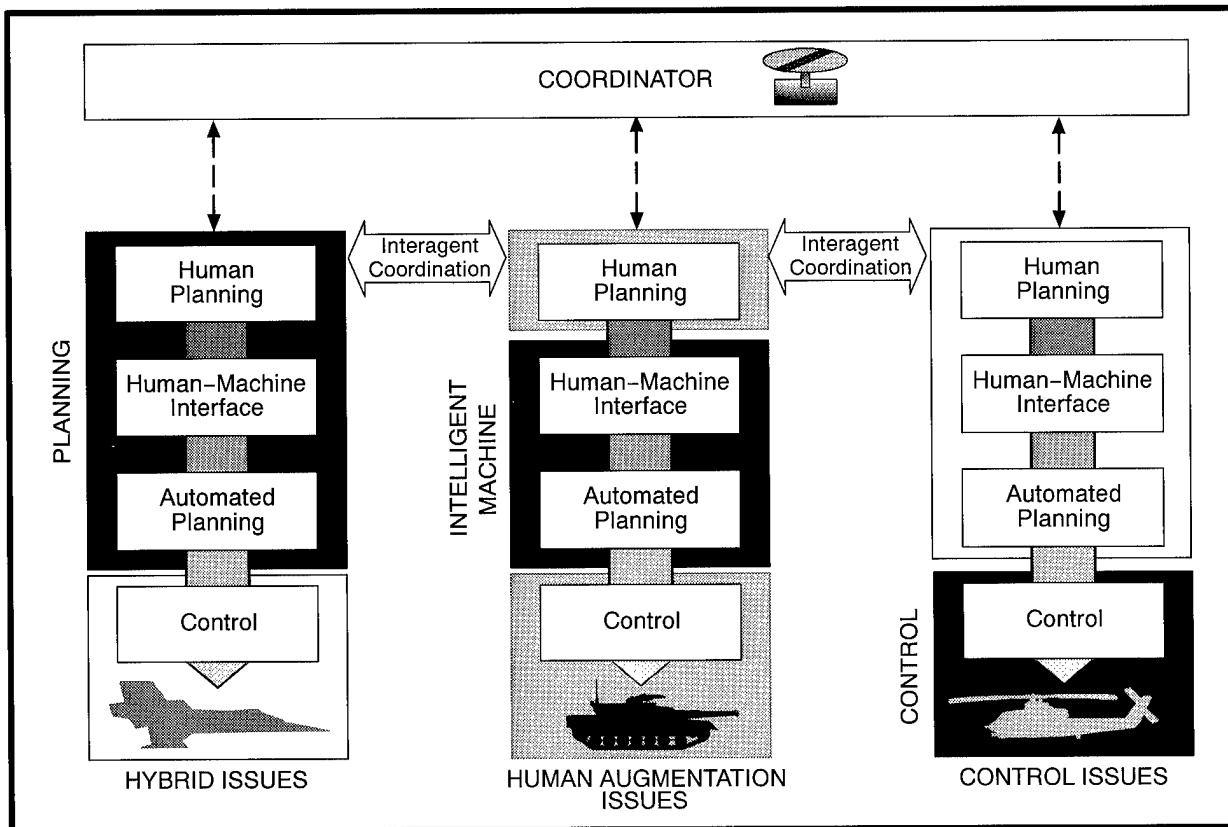 COORDINATOR
Interagent
Coordination
Interagent
Coordination
PLANNING
Human
Planning
Human–Machine
Interface
Automated
Planning
Control
HYBRID ISSUES
INTELLIGENT
MACHINE
Human
Planning
Human–Machine
Interface
Automated
Planning
Control
HUMAN AUGMENTATION
ISSUES
Human
Planning
Human–Machine
Interface
Automated
Planning
CONTROL
Control
CONTROL ISSUES